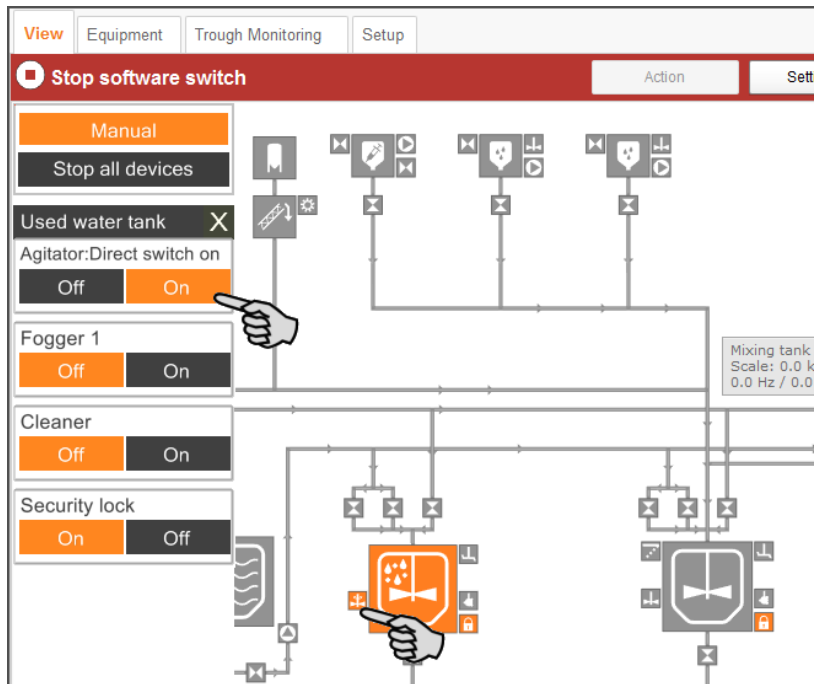 View
Equipment
Trough Monitoring
Setup
Stop software switch
Action
Sett
Manual
Stop all devices
Used water tank X
Agitator:Direct switch on
Off On
Fogger 1
Off On
Cleaner
Off On
Security lock
On Off
Mixing tank
Scale: 0.0 k
0.0 Hz / 0.0